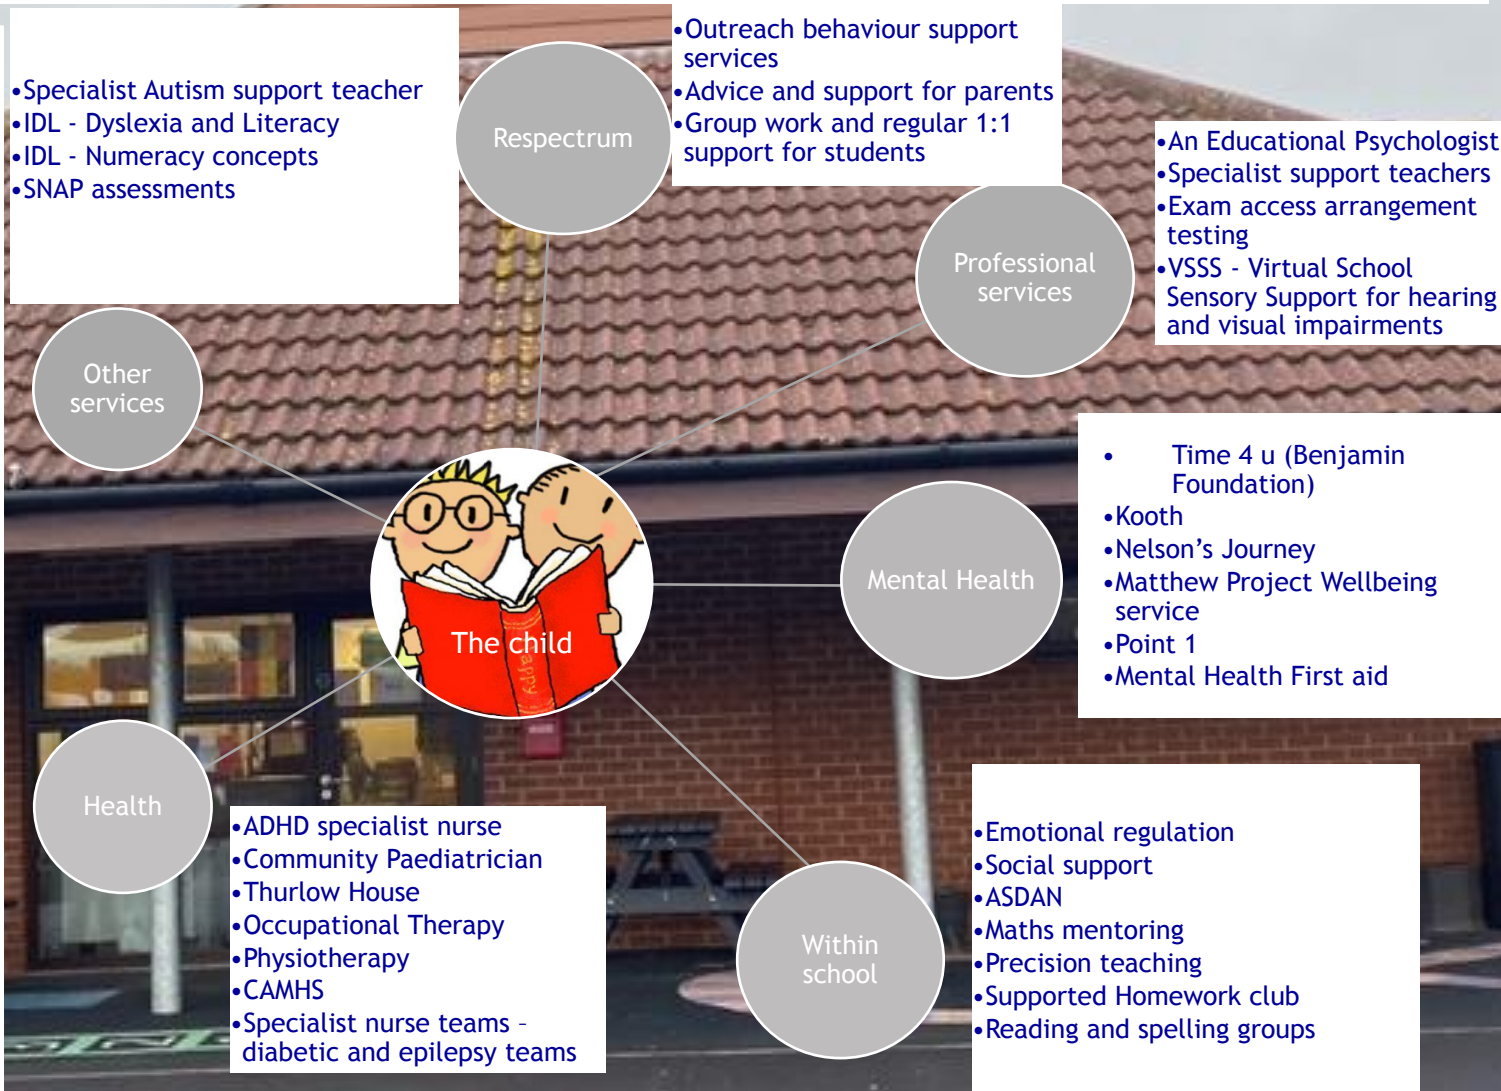 •Specialist Autism support teacher
•IDL - Dyslexia and Literacy
•IDL - Numeracy concepts
•SNAP assessments
Respectrum
•Outreach behaviour support
services
•Advice and support for parents
•Group work and regular 1:1
support for students
Professional
services
•An Educational Psychologist
•Specialist support teachers
•Exam access arrangement
testing
•VSSS - Virtual School
Sensory Support for hearing
and visual impairments
Other
services
The child
happy
Mental Health
• Time 4 u (Benjamin
Foundation)
•Kooth
•Nelson’s Journey
•Matthew Project Wellbeing
service
•Point 1
•Mental Health First aid
Health
•ADHD specialist nurse
•Community Paediatrician
•Thurlow House
•Occupational Therapy
•Physiotherapy
•CAMHS
•Specialist nurse teams –
diabetic and epilepsy teams
Within
school
•Emotional regulation
•Social support
•ASDAN
•Maths mentoring
•Precision teaching
•Supported Homework club
•Reading and spelling groups